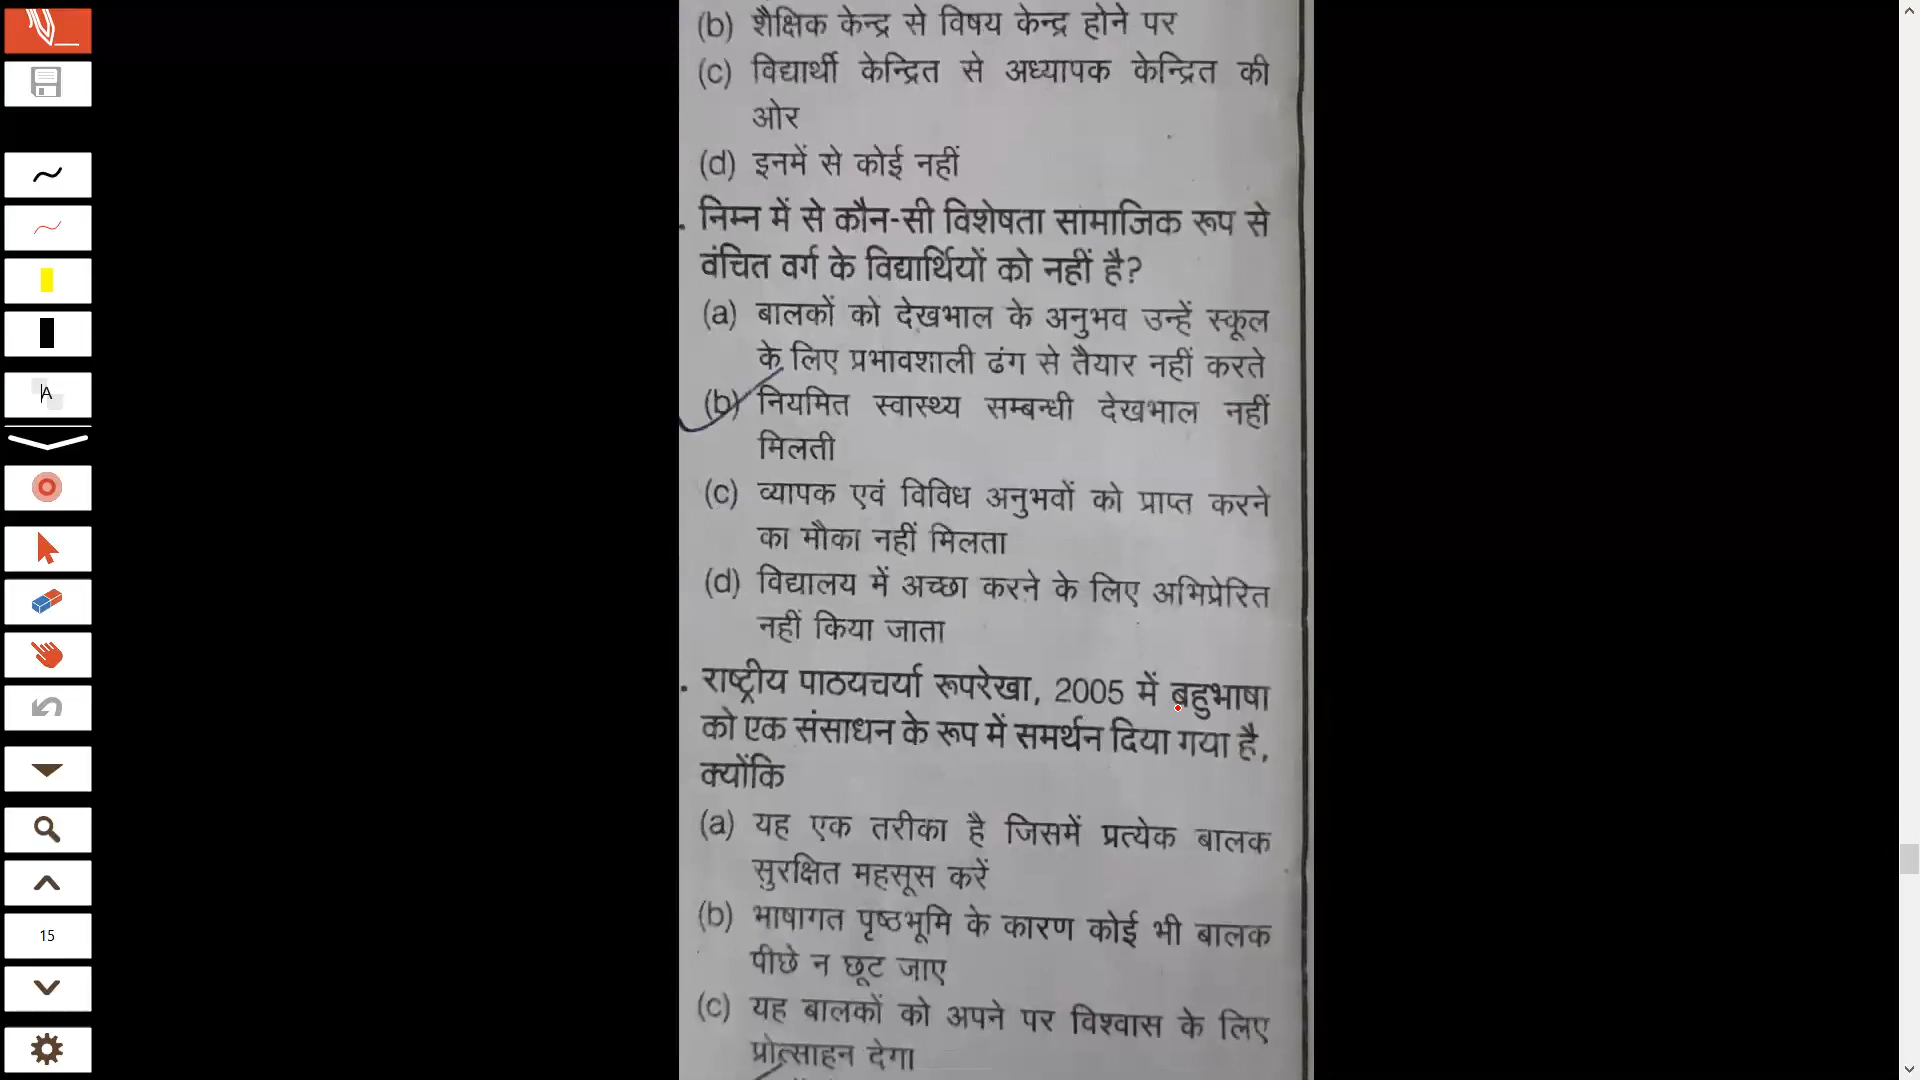 (b) शैक्षिक केन्द्र से विषय केन्द्र होने पर
(c) विद्यार्थी केन्द्रित से अध्यापक केन्द्रित की
ओर
(d) इनमें से कोई नहीं
. निम्न में से कौन-सी विशेषता सामाजिक रूप से
वंचित वर्ग के विद्यार्थियों को नहीं है?
(a) बालकों को देखभाल के अनुभव उन्हें स्कूल
के लिए प्रभावशाली ढंग से तैयार नहीं करते
(b) नियमित स्वास्थ्य सम्बन्धी देखभाल नहीं
मिलती
(c) व्यापक एवं विविध अनुभवों को प्राप्त करने
का मौका नहीं मिलता
(d) विद्यालय में अच्छा करने के लिए अभिप्रेरित
नहीं किया जाता
. राष्ट्रीय पाठयचर्या रूपरेखा, 2005 में बहुभाषा
को एक संसाधन के रूप में समर्थन दिया गया है,
क्योंकि
(a) यह एक तरीका है जिसमें प्रत्येक बालक
सुरक्षित महसूस करें
(b) भाषागत पृष्ठभूमि के कारण कोई भी बालक
पीछे न छूट जाए
(c) यह बालकों को अपने पर विश्वास के लिए
प्रोत्साहन देगा
A
15